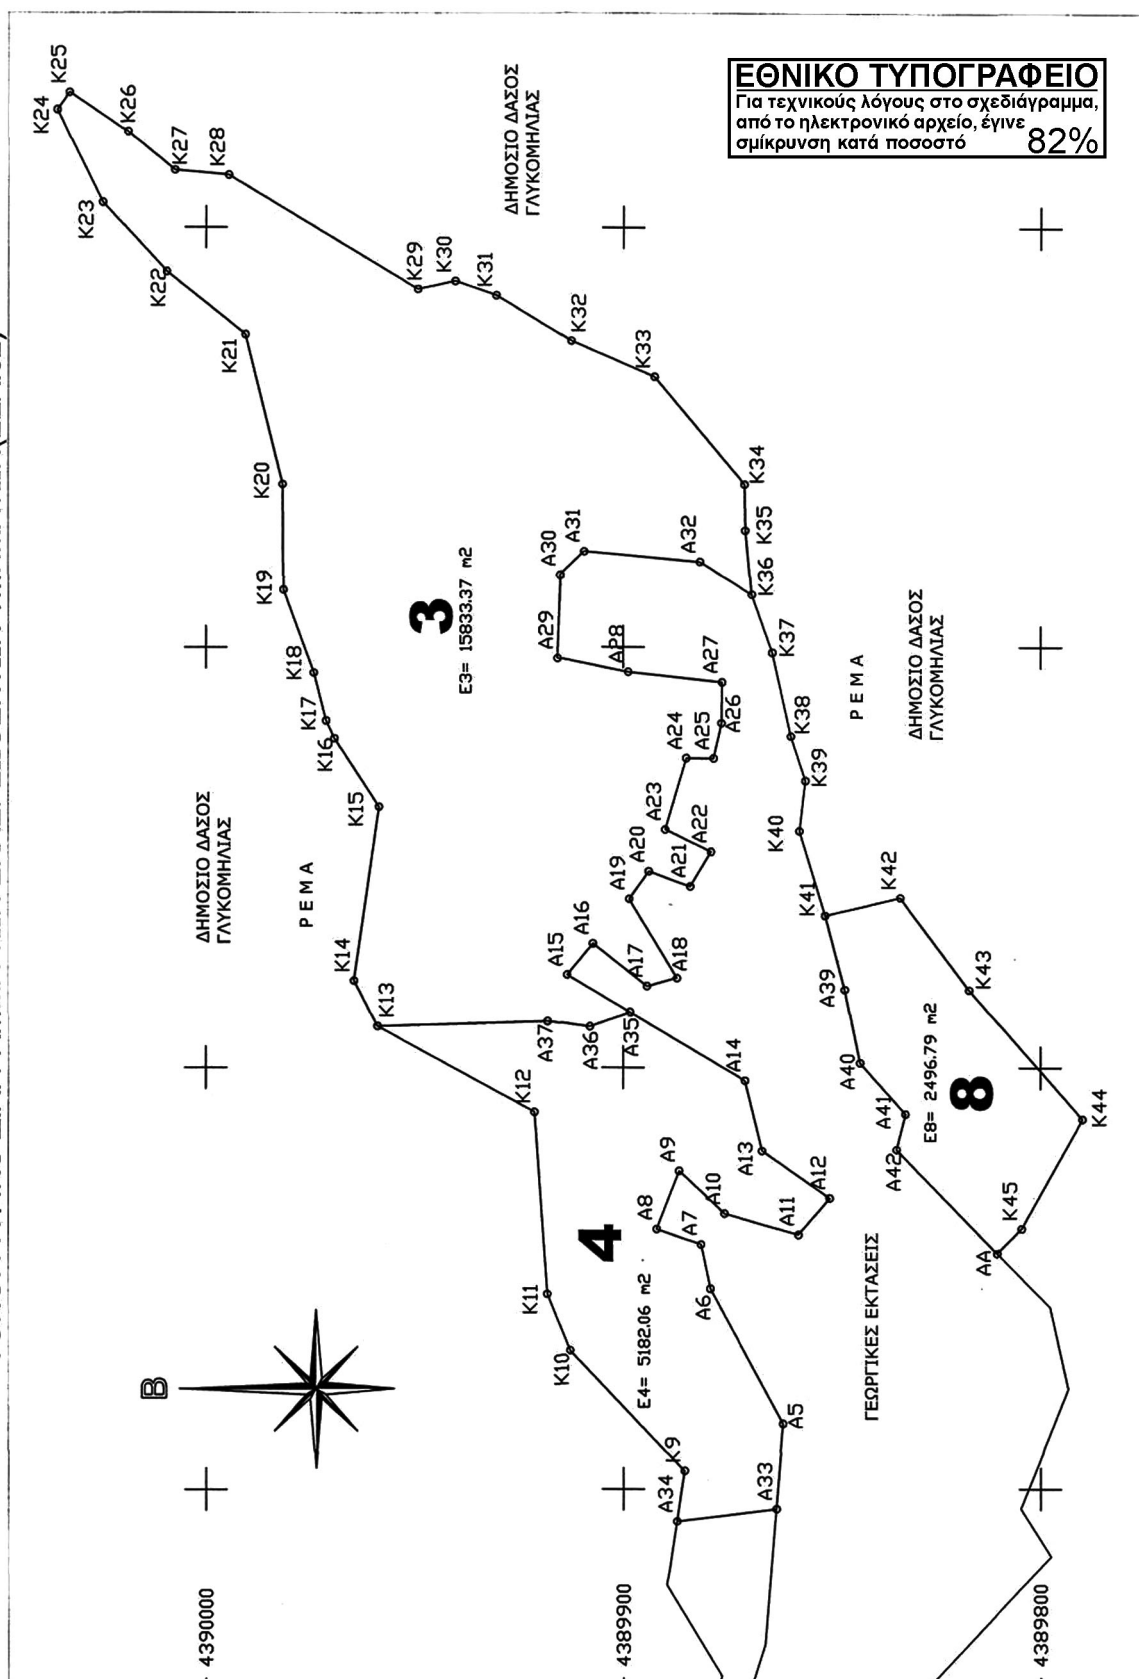 ΕΘΝΙΚΟ ΤΥΠΟΓΡΑΦΕΙΟ
Για τεχνικούς λόγους στο σχεδιάγραμμα,
από το ηλεκτρονικό αρχείο, έγινε
σμίκρυνση κατά ποσοστό 82%
K25
K24
K26
K27
K28
K23
K22
K21
K20
K19
K18
K17
K16
K15
K14
K13
K12
K11
K10
K9
K29
K30
K31
K32
K33
K34
K35
K36
K37
K38
K39
K40
K41
K42
K43
K44
K45
ΔΗΜΟΣΙΟ ΔΑΣΟΣ
ΓΛΥΚΟΜΗΛΙΑΣ
3
E3= 15833.37 m2
A30
A31
A32
A29
A28
A27
A26
A25
A24
A23
A22
A21
A20
A19
A18
A17
A16
A15
A35
A36
A37
A14
A13
A12
A11
A10
A9
A8
A7
A6
A5
A33
A34
A39
A40
A41
A42
AA
ΔΗΜΟΣΙΟ ΔΑΣΟΣ
ΓΛΥΚΟΜΗΛΙΑΣ
ΡΕΜΑ
ΡΕΜΑ
ΔΗΜΟΣΙΟ ΔΑΣΟΣ
ΓΛΥΚΟΜΗΛΙΑΣ
4
E4= 5182.06 m2
8
E8= 2496.79 m2
ΓΕΩΡΓΙΚΕΣ ΕΚΤΑΣΕΙΣ
Β
4390000
4389900
4389800